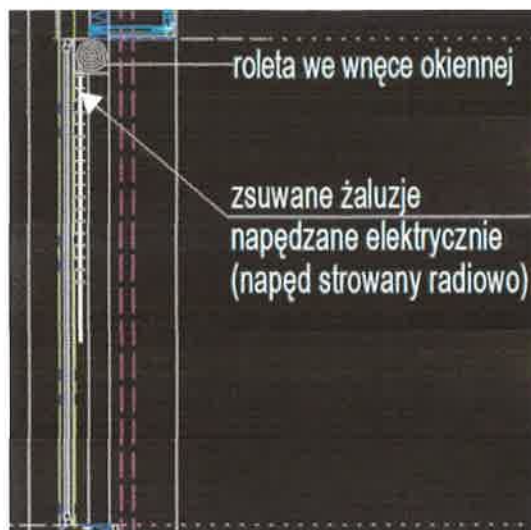 roleta we wnęce okiennej
zsuwane żaluzje
napędzane elektrycznie
(napęd strowany radiowo)